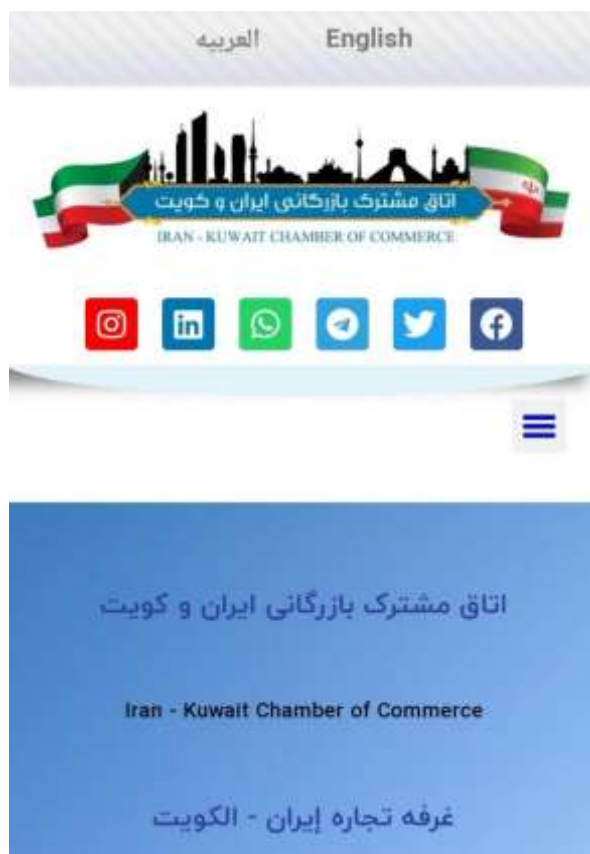 العربيه English
اتاق مشترک بازرگانی ایران و کویت
IRAN - KUWAIT CHAMBER OF COMMERCE
اتاق مشترک بازرگانی ایران و کویت
Iran - Kuwait Chamber of Commerce
غرفه تجاره إيران - الكويت